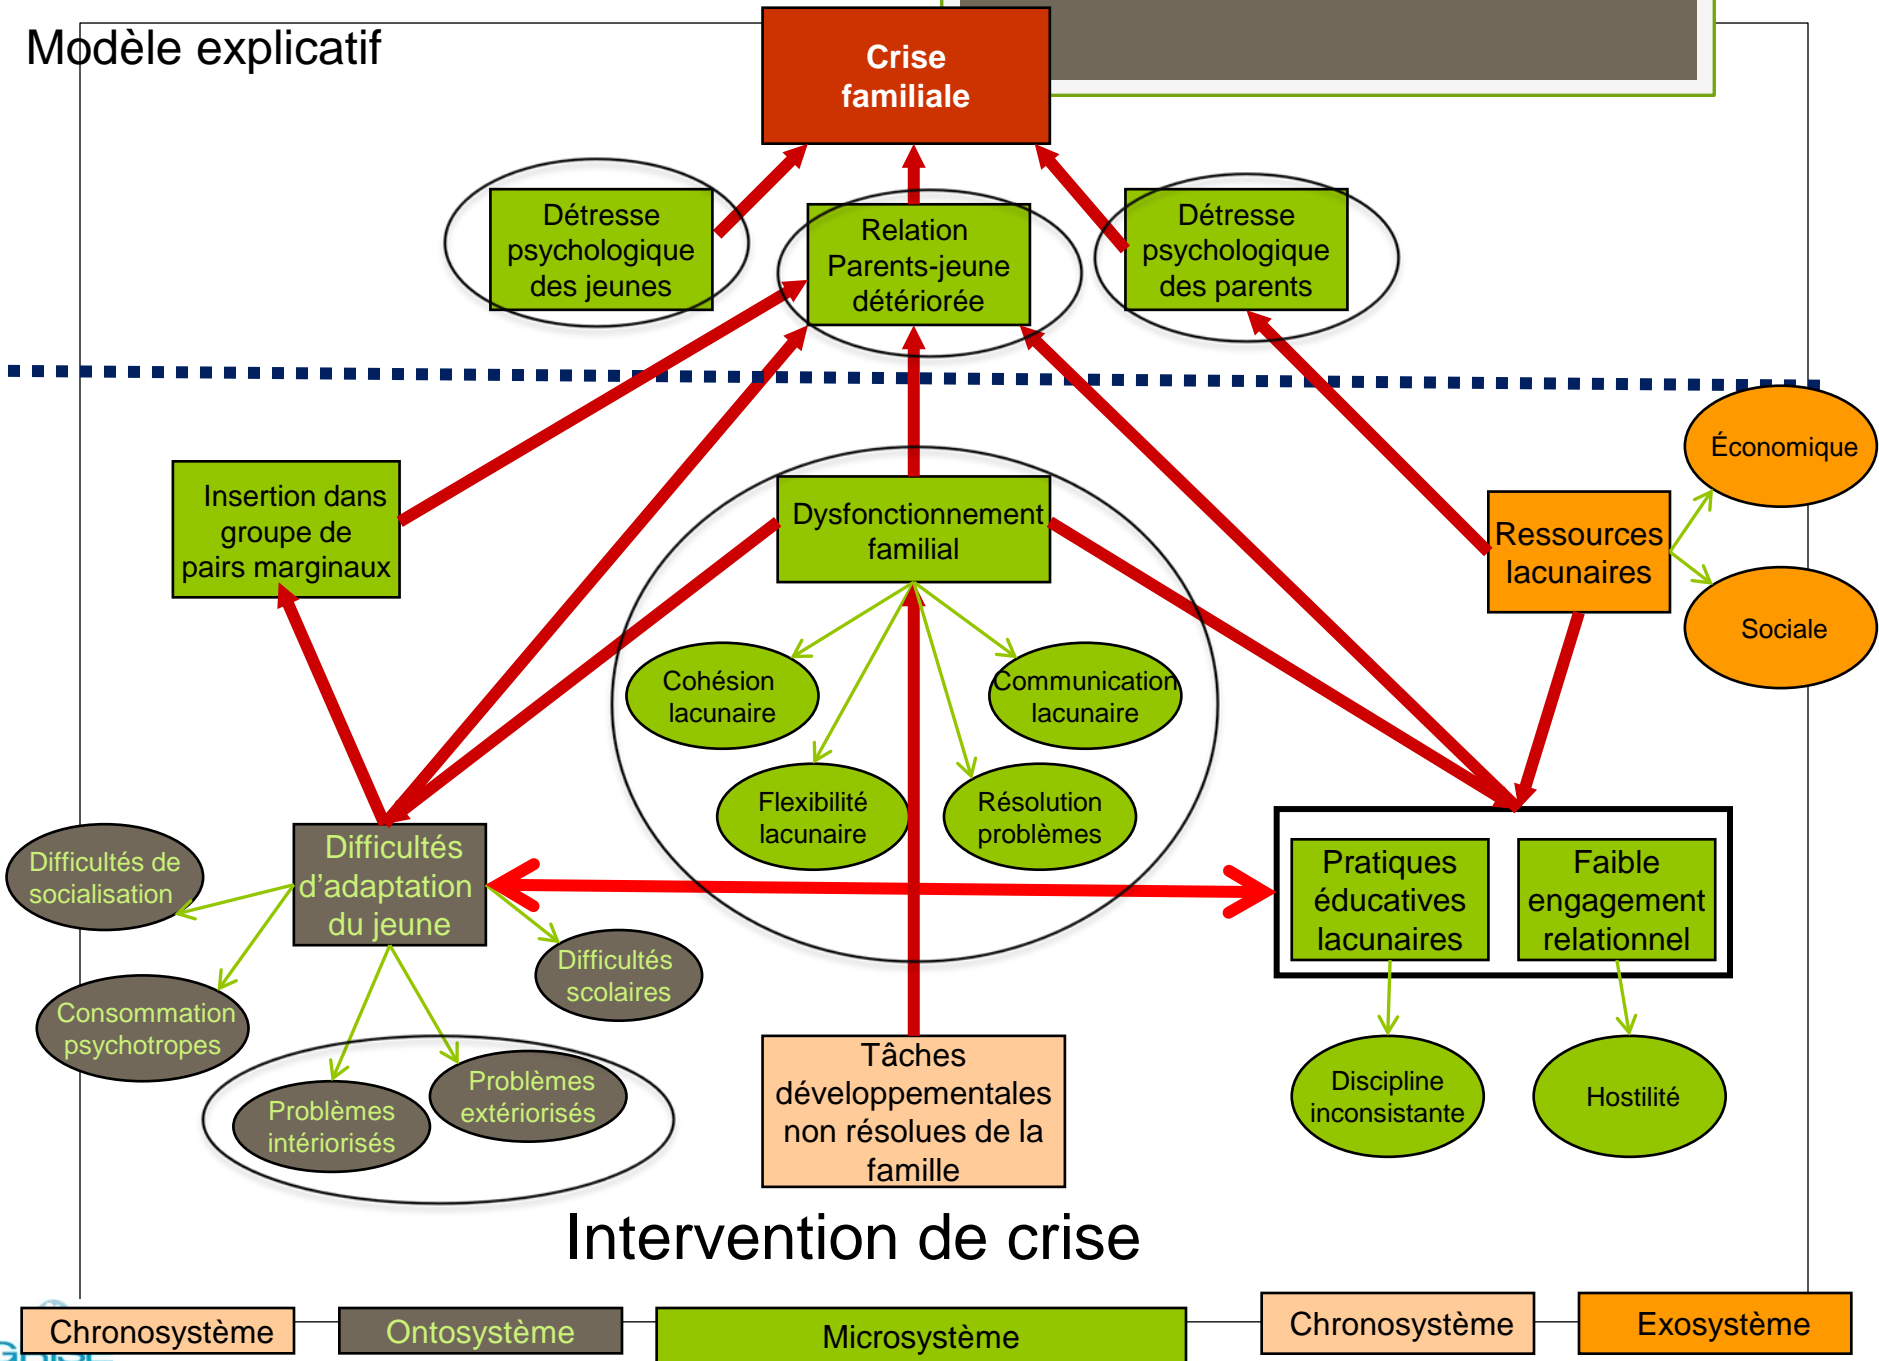 Modèle explicatif
Crise
familiale
Détresse
psychologique
des jeunes
Relation
Parents-jeune
détériorée
Détresse
psychologique
des parents
Économique
Insertion dans
groupe de
pairs marginaux
Dysfonctionnement
familial
Ressources
lacunaires
Sociale
Cohésion
lacunaire
Communication
lacunaire
Flexibilité
lacunaire
Résolution
problèmes
Difficultés de
socialisation
Difficultés
d'adaptation
du jeune
Pratiques
éducatives
lacunaires
Faible
engagement
relationnel
Difficultés
scolaires
Consommation
psychotropes
Problèmes
extériorisés
Problèmes
intériorisés
Tâches
développementales
non résolues de la
famille
Discipline
inconsistante
Hostilité
Intervention de crise
Chronosystème
Ontosystème
Microsystème
Chronosystème
Exosystème